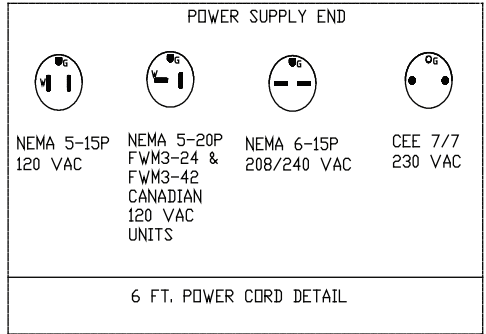 POWER SUPPLY END
G
W
G
W
G
G
NEMA 5-15P
120 VAC
NEMA 5-20P
FWM3-24 &
FWM3-42
CANADIAN
120 VAC
UNITS
NEMA 6-15P
208/240 VAC
CEE 7/7
230 VAC
6 FT. POWER CORD DETAIL